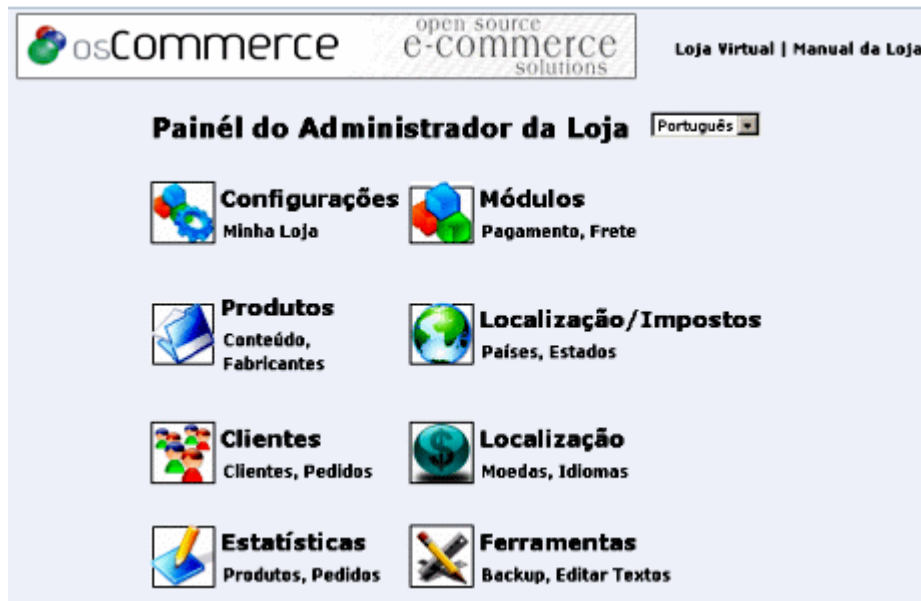 osCommerce
open source
e-commerce
solutions
Loja Virtual | Manual da Loja
Painél do Administrador da Loja
Português
Configurações
Minha Loja
Módulos
Pagamento, Frete
Produtos
Conteúdo,
Fabricantes
Localização/Impostos
Países, Estados
Clientes
Clientes, Pedidos
Localização
Moedas, Idiomas
Estatísticas
Produtos, Pedidos
Ferramentas
Backup, Editar Textos